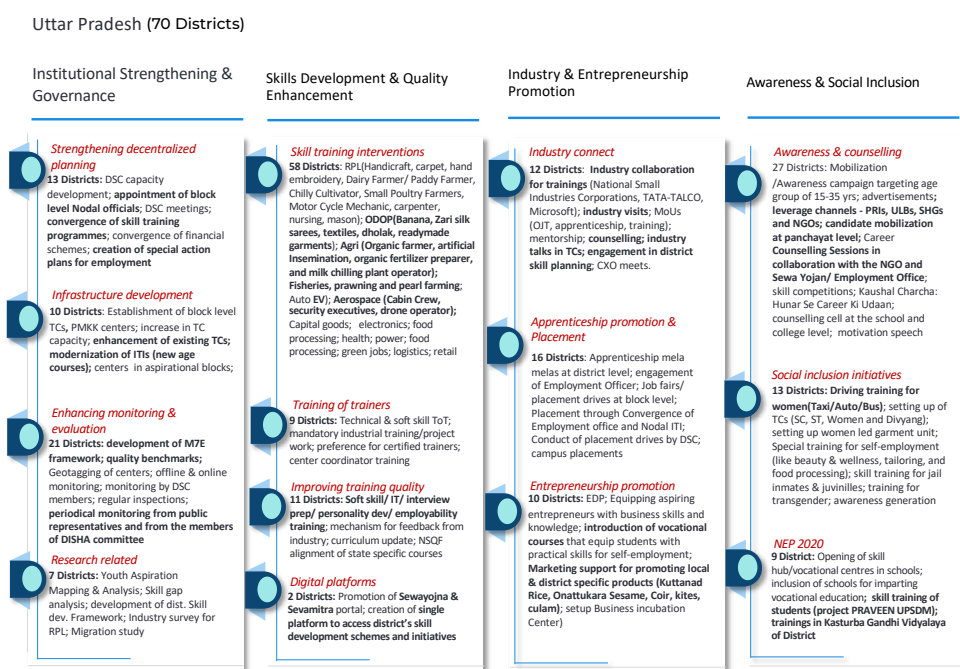 Uttar Pradesh (70 Districts)
Institutional Strengthening &
Governance
Strengthening decentralized
planning
13 Districts: DSC capacity
development; appointment of block
level Nodal officials; DSC meetings;
convergence of skill training
programmes; convergence of financial
schemes; creation of special action
plans for employment
Infrastructure development
10 Districts: Establishment of block level
TCs, PMKK centers; increase in TC
capacity; enhancement of existing TCs;
modernization of ITIs (new age
courses); centers in aspirational blocks;
Enhancing monitoring &
evaluation
21 Districts: development of M7E
framework; quality benchmarks;
Geotagging of centers; offline & online
monitoring; monitoring by DSC
members; regular inspections;
periodical monitoring from public
representatives and from the members
of DISHA committee
Research related
7 Districts: Youth Aspiration
Mapping & Analysis; Skill gap
analysis; development of dist. Skill
dev. Framework; Industry survey for
RPL; Migration study
Skills Development & Quality
Enhancement
Skill training interventions
58 Districts: RPL(Handicraft, carpet, hand
embroidery, Dairy Farmer/ Paddy Farmer,
Chilly Cultivator, Small Poultry Farmers,
Motor Cycle Mechanic, carpenter,
nursing, mason); ODOP(Banana, Zari silk
sarees, textiles, dholak, readymade
garments); Agri (Organic farmer, artificial
Insemination, organic fertilizer preparer,
and milk chilling plant operator);
Fisheries, prawning and pearl farming;
Auto EV); Aerospace (Cabin Crew,
security executives, drone operator);
Capital goods; electronics; food
processing; health; power; food
processing; green jobs; logistics; retail
Training of trainers
9 Districts: Technical & soft skill ToT;
mandatory industrial training/project
work; preference for certified trainers;
center coordinator training
Improving training quality
11 Districts: Soft skill/ IT/ interview
prep/ personality dev/ employability
training; mechanism for feedback from
industry; curriculum update; NSQF
alignment of state specific courses
Digital platforms
2 Districts: Promotion of Sewayojna &
Sevamitra portal; creation of single
platform to access district's skill
development schemes and initiatives
Industry & Entrepreneurship
Promotion
Industry connect
12 Districts: Industry collaboration
for trainings (National Small
Industries Corporations, TATA-TALCO,
Microsoft); industry visits; MoUs
(OJT, apprenticeship, training);
mentorship; counselling; industry
talks in TCs; engagement in district
skill planning; CXO meets.
Apprenticeship promotion &
Placement
16 Districts: Apprenticeship mela
melas at district level; engagement
of Employment Officer; Job fairs/
placement drives at block level;
Placement through Convergence of
Employment office and Nodal ITI;
Conduct of placement drives by DSC;
campus placements
Entrepreneurship promotion
10 Districts: EDP; Equipping aspiring
entrepreneurs with business skills and
knowledge; introduction of vocational
courses that equip students with
practical skills for self-employment;
Marketing support for promoting local
& district specific products (Kuttanad
Rice, Onattukara Sesame, Coir, kites,
culam); setup Business incubation
Center)
Awareness & Social Inclusion
Awareness & counselling
27 Districts: Mobilization
/Awareness campaign targeting age
group of 15-35 yrs; advertisements;
leverage channels - PRIs, ULBs, SHGs
and NGOs; candidate mobilization
at panchayat level; Career
Counselling Sessions in
collaboration with the NGO and
Sewa Yojan/ Employment Office;
skill competitions; Kaushal Charcha:
Hunar Se Career Ki Udaan;
counselling cell at the school and
college level; motivation speech
Social inclusion initiatives
13 Districts: Driving training for
women(Taxi/Auto/Bus); setting up of
TCs (SC, ST, Women and Divyang);
setting up women led garment unit;
Special training for self-employment
(like beauty & wellness, tailoring, and
food processing); skill training for jail
inmates & juvinilles; training for
transgender; awareness generation
NEP 2020
9 District: Opening of skill
hub/vocational centres in schools;
inclusion of schools for imparting
vocational education; skill training of
students (project PRAVEEN UPSDM);
trainings in Kasturba Gandhi Vidyalaya
of District